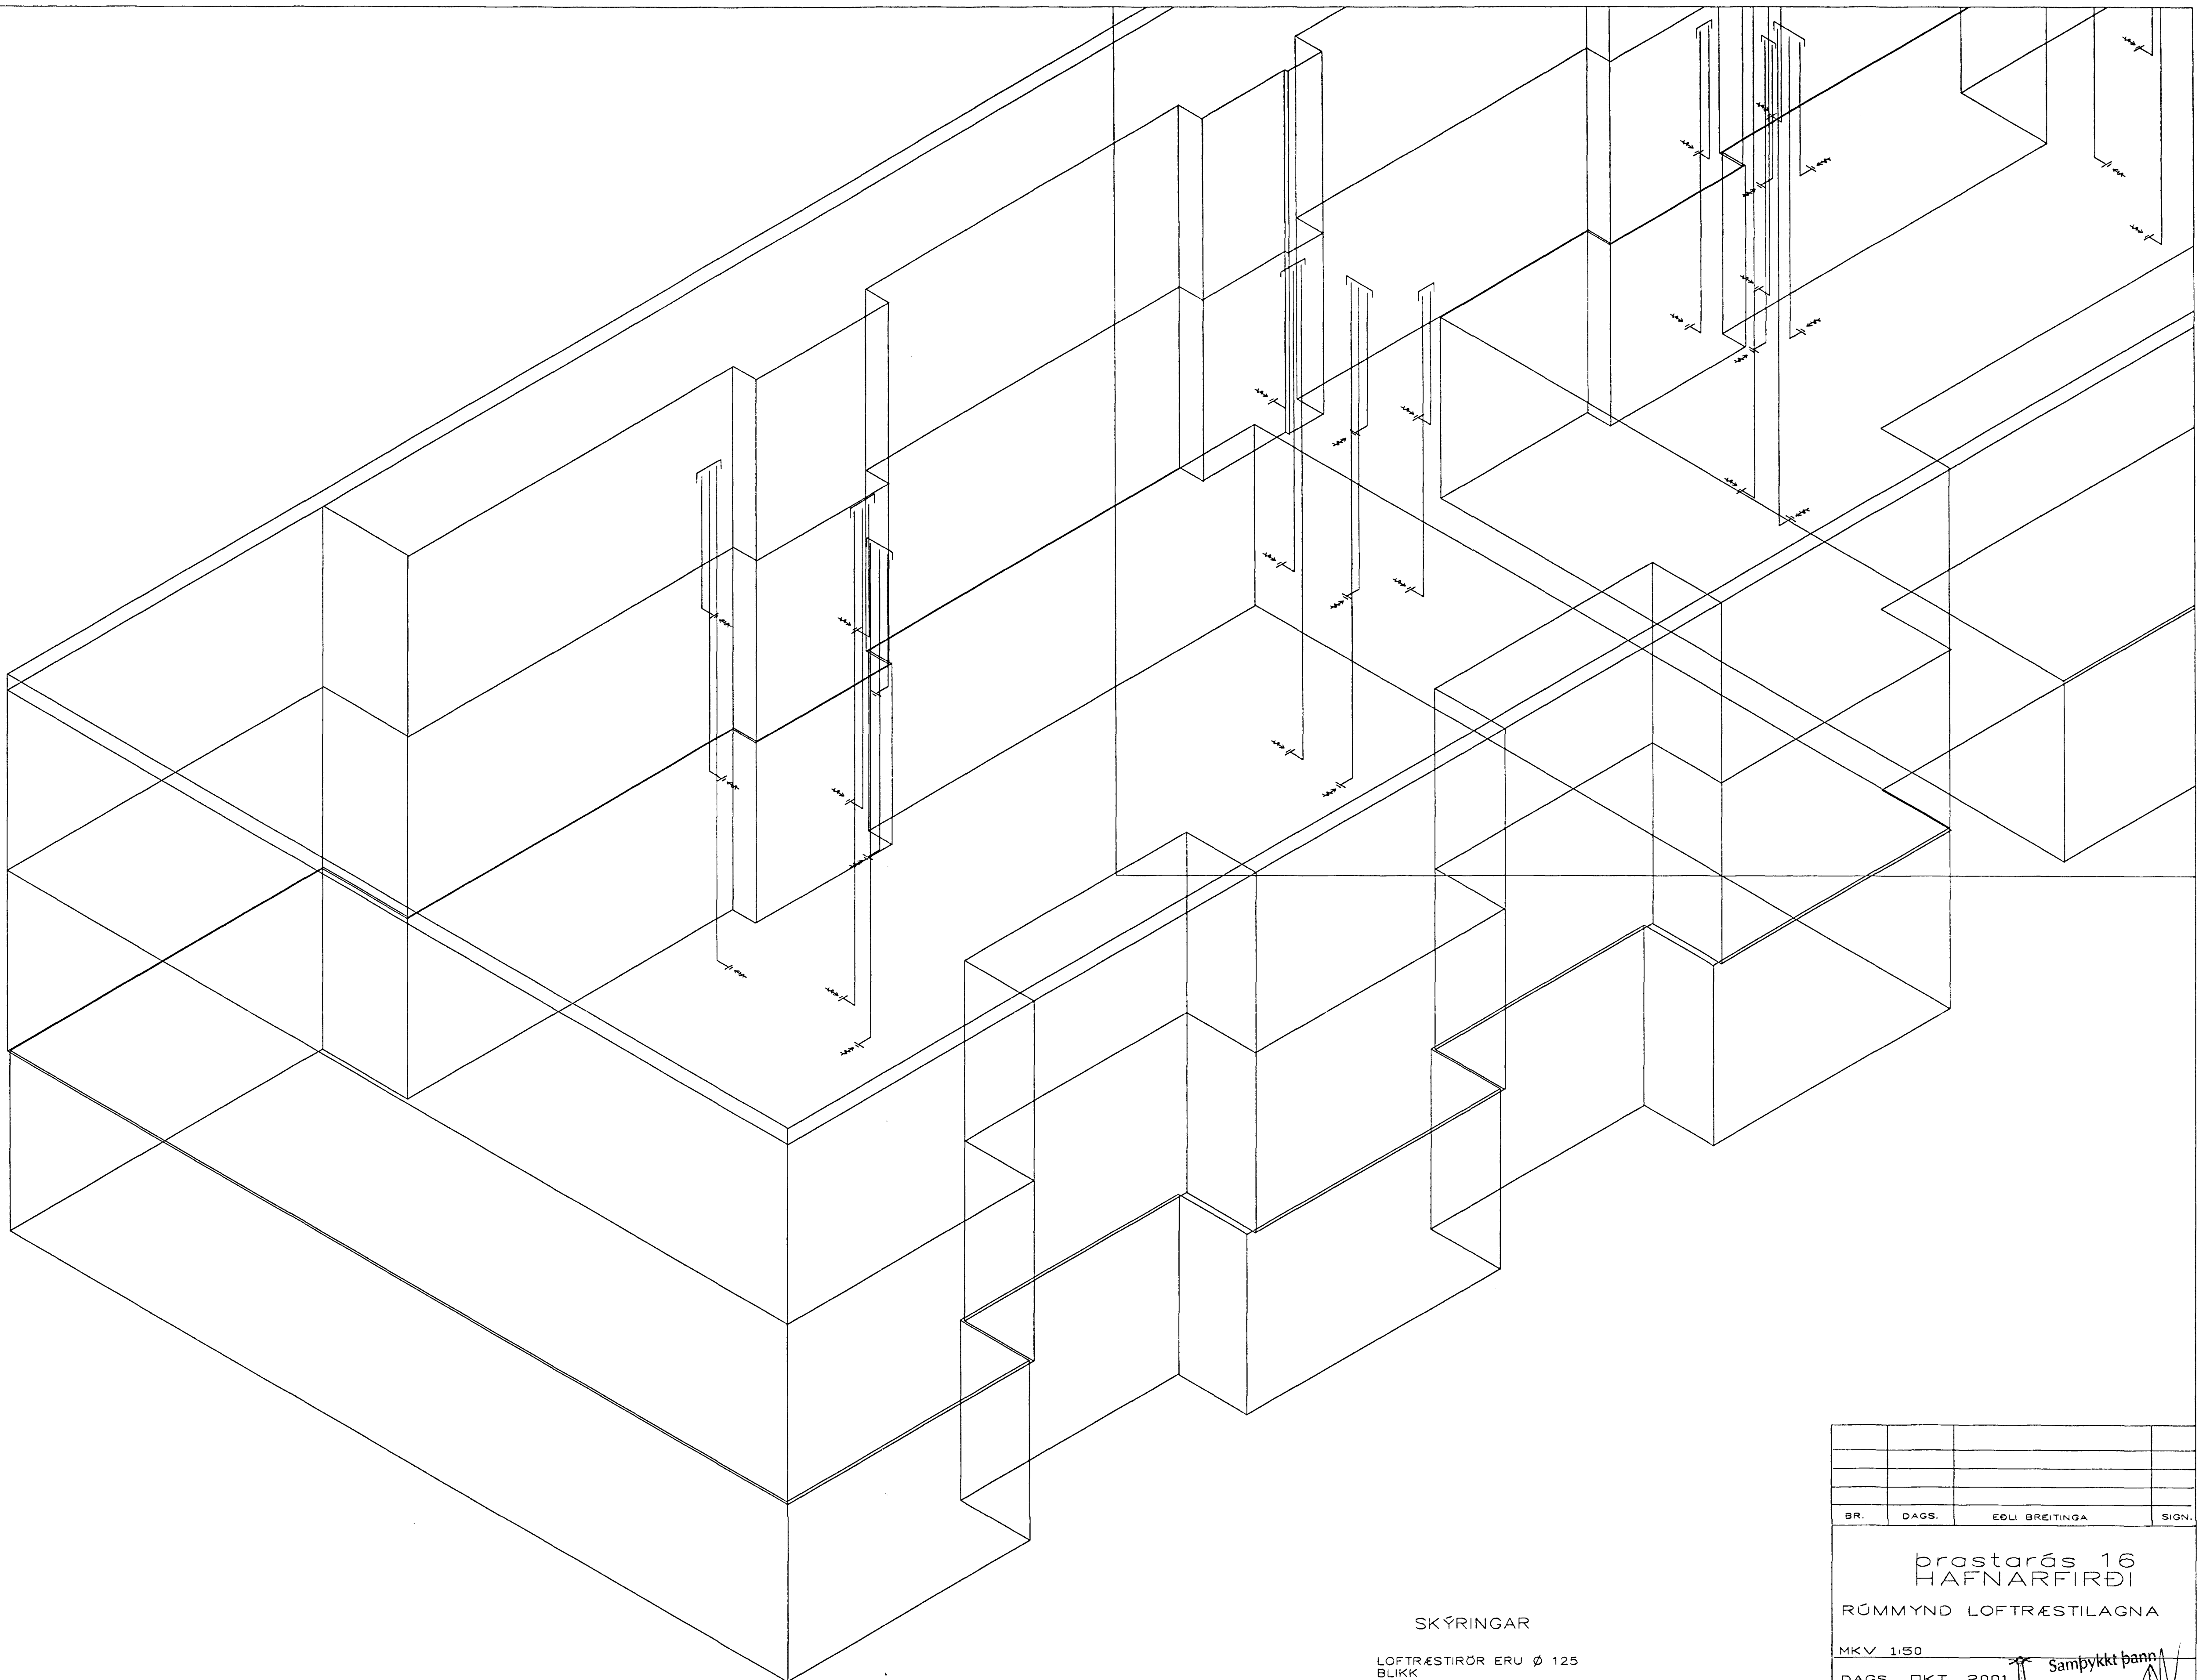 BR. DAGS. EÐLI BREITINGA SIGN.
þrastarás 16
HAFNARFIRÐI
RÚMMYND LOFTRÆSTILAGNA
MKV 1:50
Samþykkt þann
DAGS. OKT. 2001
SKÝRINGAR
LOFTRÆSTIRÖR ERU Ø 125
BLIKK